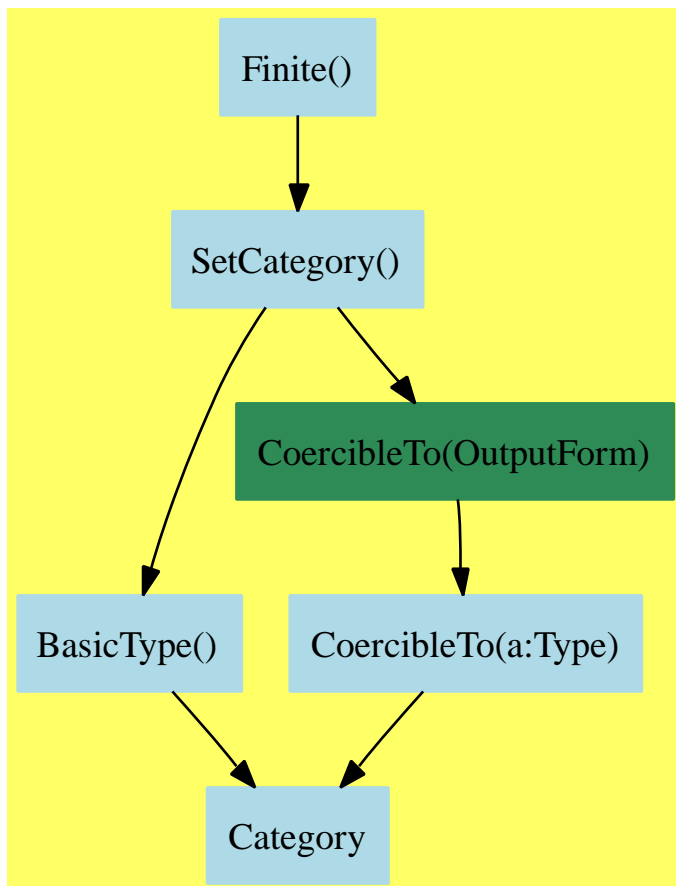 Finite()
SetCategory()
CoercibleTo(OutputForm)
BasicType()
CoercibleTo(a:Type)
Category